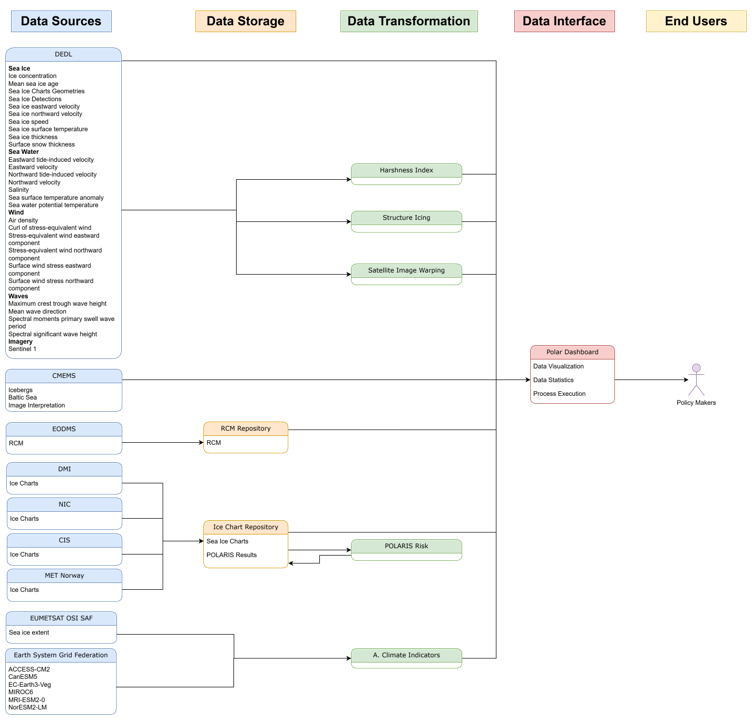 Data Sources
Data Storage
Data Transformation
Data Interface
End Users
DEDL
Sea Ice
Ice concentration
Mean sea ice age
Sea Ice Charts Geometries
Sea Ice Detections
Sea ice eastward velocity
Sea ice northward velocity
Sea ice speed
Sea ice surface temperature
Sea ice thickness
Surface snow thickness
Sea Water
Eastward tide-induced velocity
Eastward velocity
Northward tide-induced velocity
Northward velocity
Salinity
Sea surface temperature anomaly
Sea water potential temperature
Wind
Air density
Curl of stress-equivalent wind
Stress-equivalent wind eastward
component
Stress-equivalent wind northward
component
Surface wind stress eastward
component
Surface wind stress northward
component
Waves
Maximum crest trough wave height
Mean wave direction
Spectral moments primary swell wave
period
Spectral significant wave height
Imagery
Sentinel 1
CMEMS
Icebergs
Baltic Sea
Image Interpretation
EODMS
RCM
DMI
Ice Charts
NIC
Ice Charts
CIS
Ice Charts
MET Norway
Ice Charts
EUMETSAT OSI SAF
Sea ice extent
Earth System Grid Federation
ACCESS-CM2
CanESM5
EC-Earth3-Veg
MIROC6
MRI-ESM2-0
NorESM2-LM
RCM Repository
RCM
Ice Chart Repository
Sea Ice Charts
POLARIS Results
Harshness Index
Structure Icing
Satellite Image Warping
POLARIS Risk
A. Climate Indicators
Polar Dashboard
Data Visualization
Data Statistics
Process Execution
Policy Makers